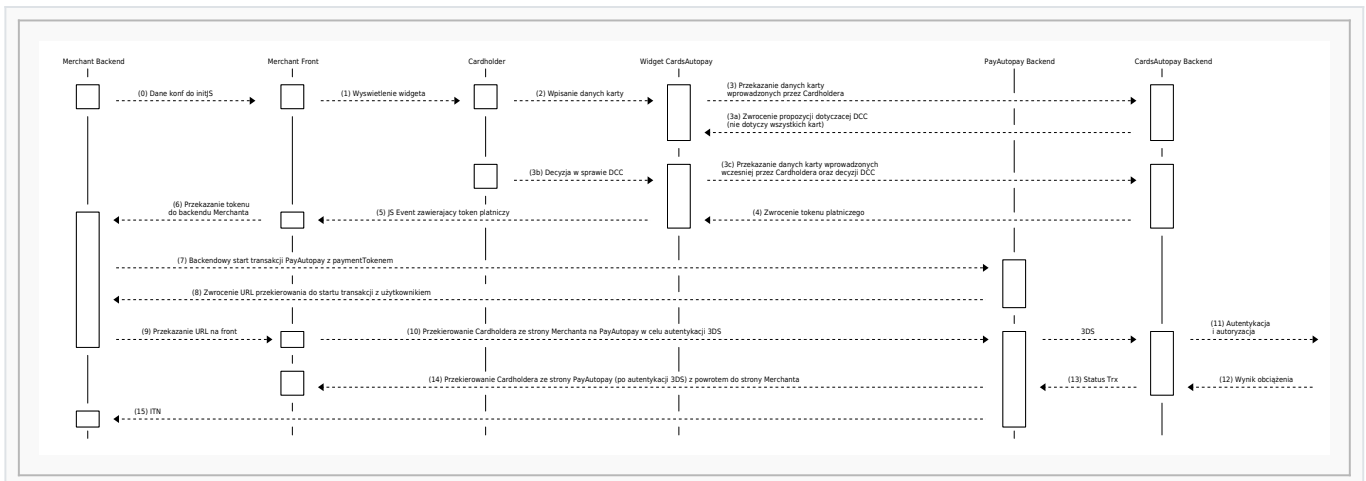 Merchant Backend
Merchant Front
Cardholder
Widget CardsAutopay
PayAutopay Backend
CardsAutopay Backend
(0) Dane konf do initJS
(1) Wyswietlenie widgeta
(2) Wpisanie danych karty
(3) Przekazanie danych karty
wprowadzonych przez Cardholdera
(3a) Zwrocenie propozycji dotyczacej DCC
(nie dotyczy wszystkich kart)
(3b) Decyzja w sprawie DCC
(3c) Przekazanie danych karty wprowadzonych
wczesniej przez Cardholdera oraz decyzji DCC
(6) Przekazanie tokenu
do backendu Merchanta
(5) JS Event zawierajacy token platniczy
(4) Zwrocenie tokenu platniczego
(7) Backendowy start transakcji PayAutopay z paymentTokenem
(8) Zwrocenie URL przekierowania do startu transakcji z użytkownikiem
(9) Przekazanie URL na front
(10) Przekierowanie Cardholdera ze strony Merchanta na PayAutopay w celu autentykacji 3DS
3DS
(11) Autentykacja
i autoryzacja
(14) Przekierowanie Cardholdera ze strony PayAutopay (po autentykacji 3DS) z powrotem do strony Merchanta
(13) Status Trx
(12) Wynik obciążenia
(15) ITN